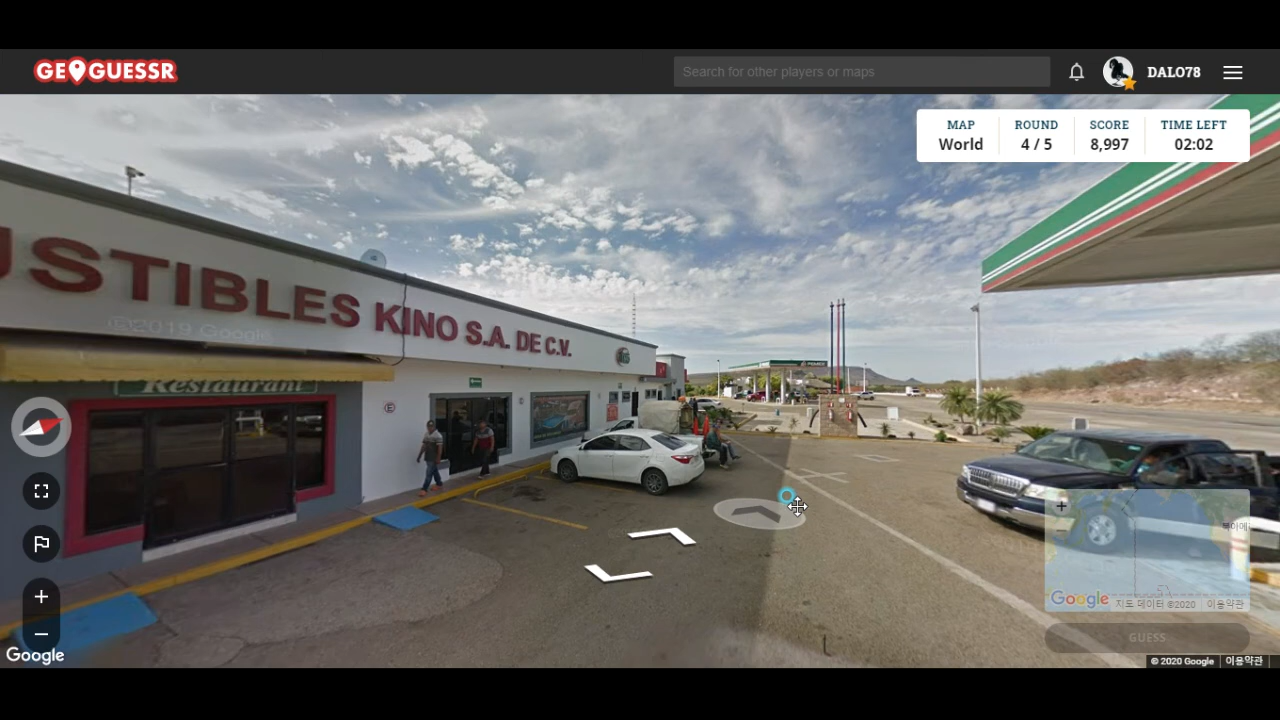 GEOGUESSR
Search for other players or maps
DALO78
MAP
ROUND
SCORE
TIME LEFT
World
4 / 5
8,997
02:02
USTIBLES KINO S.A. DE C.V.
©2019 Google
Restaurant
E
PEMEX
+
−
Google
+
Google
지도 데이터 ©2020
이용약관
GUESS
© 2020 Google
이용약관